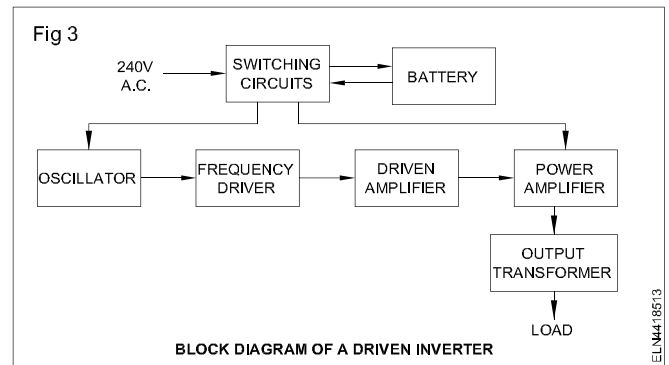 Fig 3
240V
A.C.
SWITCHING
CIRCUITS
BATTERY
OSCILLATOR
FREQUENCY
DRIVER
DRIVEN
AMPLIFIER
POWER
AMPLIFIER
OUTPUT
TRANSFORMER
LOAD
BLOCK DIAGRAM OF A DRIVEN INVERTER
ELN4418513